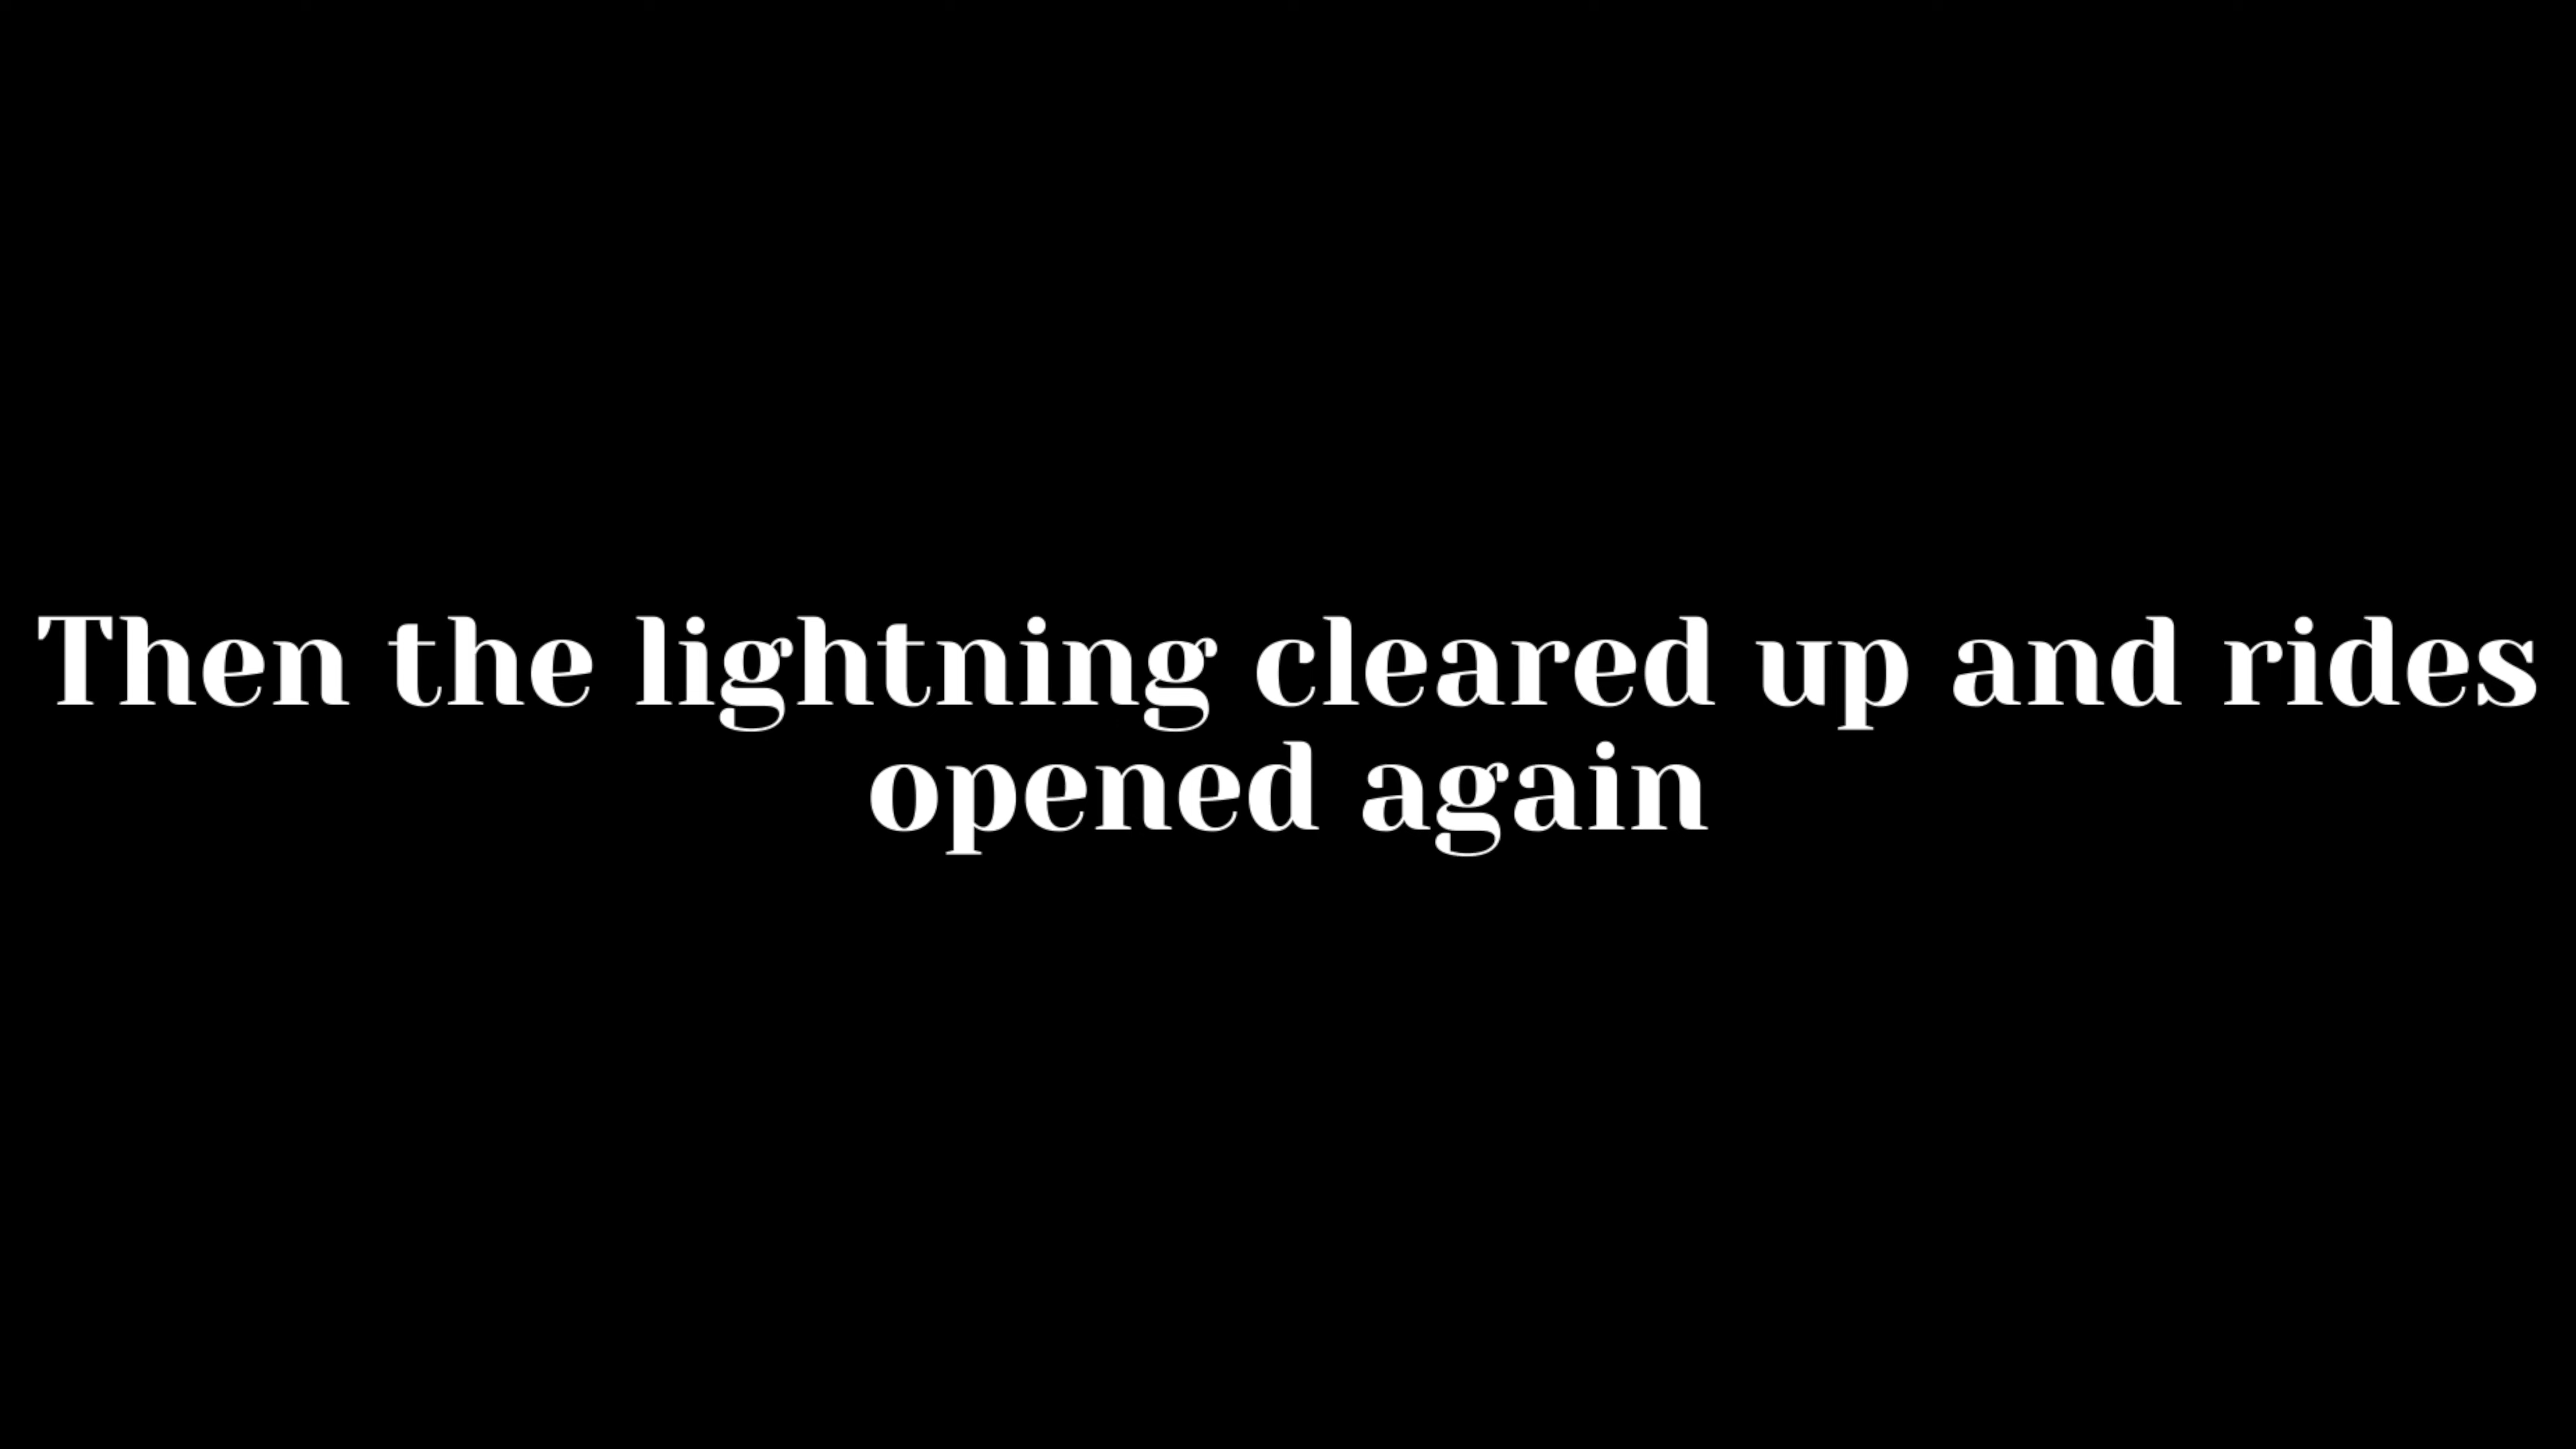 Then the lightning cleared up and rides
opened again